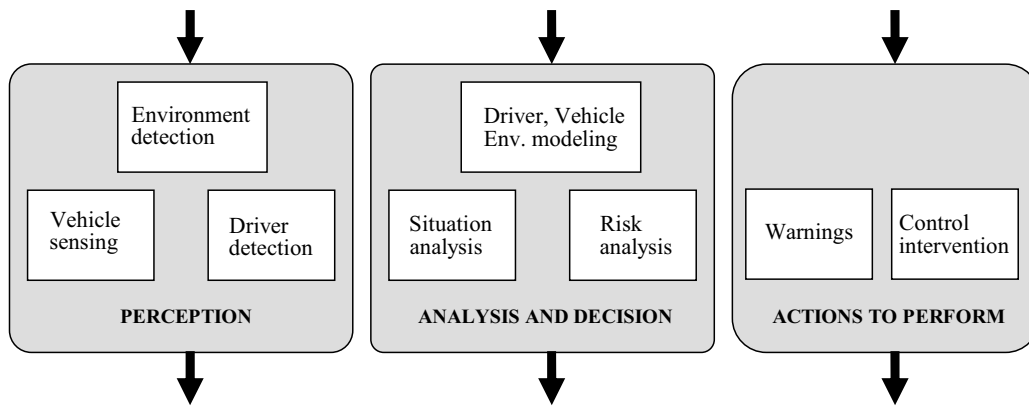 Environment
detection
Vehicle
sensing
Driver
detection
PERCEPTION
Driver, Vehicle
Env. modeling
Situation
analysis
Risk
analysis
ANALYSIS AND DECISION
Warnings
Control
intervention
ACTIONS TO PERFORM